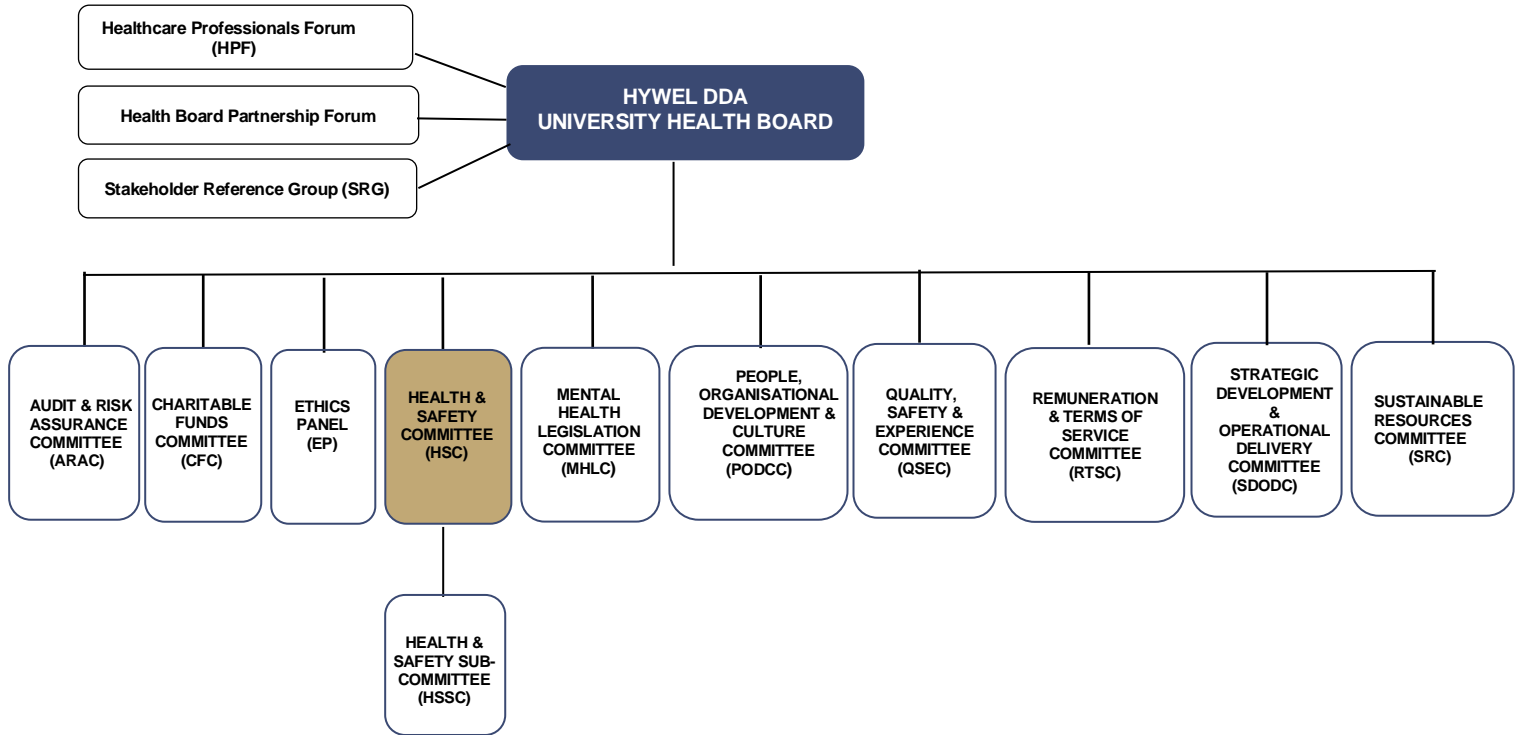 Healthcare Professionals Forum
(HPF)
Health Board Partnership Forum
Stakeholder Reference Group (SRG)
HYWEL DDA
UNIVERSITY HEALTH BOARD
AUDIT & RISK
ASSURANCE
COMMITTEE
(ARAC)
CHARITABLE
FUNDS
COMMITTEE
(CFC)
ETHICS
PANEL
(EP)
HEALTH &
SAFETY
COMMITTEE
(HSC)
MENTAL
HEALTH
LEGISLATION
COMMITTEE
(MHLC)
PEOPLE,
ORGANISATIONAL
DEVELOPMENT &
CULTURE
COMMITTEE
(PODCC)
QUALITY,
SAFETY &
EXPERIENCE
COMMITTEE
(QSEC)
REMUNERATION
& TERMS OF
SERVICE
COMMITTEE
(RTSC)
STRATEGIC
DEVELOPMENT
&
OPERATIONAL
DELIVERY
COMMITTEE
(SDODC)
SUSTAINABLE
RESOURCES
COMMITTEE
(SRC)
HEALTH &
SAFETY SUB-
COMMITTEE
(HSSC)